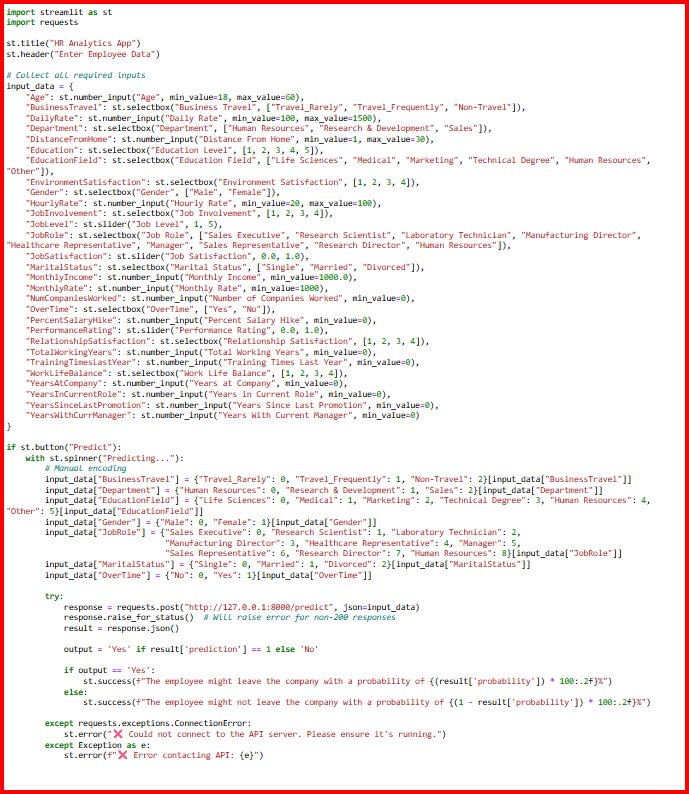 import streamlit as st
import requests

st.title("HR Analytics App")
st.header("Enter Employee Data")

# Collect all required inputs
input_data = {
    "Age": st.number_input("Age", min_value=18, max_value=60),
    "BusinessTravel": st.selectbox("Business Travel", ["Travel_Rarely", "Travel_Frequently", "Non-Travel"]),
    "DailyRate": st.number_input("Daily Rate", min_value=100, max_value=1500),
    "Department": st.selectbox("Department", ["Human Resources", "Research & Development", "Sales"]),
    "DistanceFromHome": st.number_input("Distance From Home", min_value=1, max_value=30),
    "Education": st.selectbox("Education Level", [1, 2, 3, 4, 5]),
    "EducationField": st.selectbox("Education Field", ["Life Sciences", "Medical", "Marketing", "Technical Degree", "Human Resources",
"Other"]),
    "EnvironmentSatisfaction": st.selectbox("Environment Satisfaction", [1, 2, 3, 4]),
    "Gender": st.selectbox("Gender", ["Male", "Female"]),
    "HourlyRate": st.number_input("Hourly Rate", min_value=20, max_value=100),
    "JobInvolvement": st.selectbox("Job Involvement", [1, 2, 3, 4]),
    "JobLevel": st.slider("Job Level", 1, 5),
    "JobRole": st.selectbox("Job Role", ["Sales Executive", "Research Scientist", "Laboratory Technician", "Manufacturing Director",
"Healthcare Representative", "Manager", "Sales Representative", "Research Director", "Human Resources"]),
    "JobSatisfaction": st.slider("Job Satisfaction", 0.0, 1.0),
    "MaritalStatus": st.selectbox("Marital Status", ["Single", "Married", "Divorced"]),
    "MonthlyIncome": st.number_input("Monthly Income", min_value=1000.0),
    "MonthlyRate": st.number_input("Monthly Rate", min_value=1000),
    "NumCompaniesWorked": st.number_input("Number of Companies Worked", min_value=0),
    "OverTime": st.selectbox("OverTime", ["Yes", "No"]),
    "PercentSalaryHike": st.number_input("Percent Salary Hike", min_value=0),
    "PerformanceRating": st.slider("Performance Rating", 0.0, 1.0),
    "RelationshipSatisfaction": st.selectbox("Relationship Satisfaction", [1, 2, 3, 4]),
    "TotalWorkingYears": st.number_input("Total Working Years", min_value=0),
    "TrainingTimesLastYear": st.number_input("Training Times Last Year", min_value=0),
    "WorkLifeBalance": st.selectbox("Work Life Balance", [1, 2, 3, 4]),
    "YearsAtCompany": st.number_input("Years at Company", min_value=0),
    "YearsInCurrentRole": st.number_input("Years in Current Role", min_value=0),
    "YearsSinceLastPromotion": st.number_input("Years Since Last Promotion", min_value=0),
    "YearsWithCurrManager": st.number_input("Years With Current Manager", min_value=0)
}

if st.button("Predict"):
    with st.spinner("Predicting..."):
        # Manual encoding
        input_data["BusinessTravel"] = {"Travel_Rarely": 0, "Travel_Frequently": 1, "Non-Travel": 2}[input_data["BusinessTravel"]]
        input_data["Department"] = {"Human Resources": 0, "Research & Development": 1, "Sales": 2}[input_data["Department"]]
        input_data["EducationField"] = {"Life Sciences": 0, "Medical": 1, "Marketing": 2, "Technical Degree": 3, "Human Resources": 4,
"Other": 5}[input_data["EducationField"]]
        input_data["Gender"] = {"Male": 0, "Female": 1}[input_data["Gender"]]
        input_data["JobRole"] = {"Sales Executive": 0, "Research Scientist": 1, "Laboratory Technician": 2,
                                 "Manufacturing Director": 3, "Healthcare Representative": 4, "Manager": 5,
                                 "Sales Representative": 6, "Research Director": 7, "Human Resources": 8}[input_data["JobRole"]]
        input_data["MaritalStatus"] = {"Single": 0, "Married": 1, "Divorced": 2}[input_data["MaritalStatus"]]
        input_data["OverTime"] = {"No": 0, "Yes": 1}[input_data["OverTime"]]

        try:
            response = requests.post("http://127.0.0.1:8000/predict", json=input_data)
            response.raise_for_status()  # Will raise error for non-200 responses
            result = response.json()

            output = 'Yes' if result['prediction'] == 1 else 'No'

            if output == 'Yes':
                st.success(f"The employee might leave the company with a probability of {(result['probability']) * 100:.2f}%")
            else:
                st.success(f"The employee might not leave the company with a probability of {(1 - result['probability']) * 100:.2f}%")

        except requests.exceptions.ConnectionError:
            st.error("❌ Could not connect to the API server. Please ensure it's running.")
        except Exception as e:
            st.error(f"❌ Error contacting API: {e}")